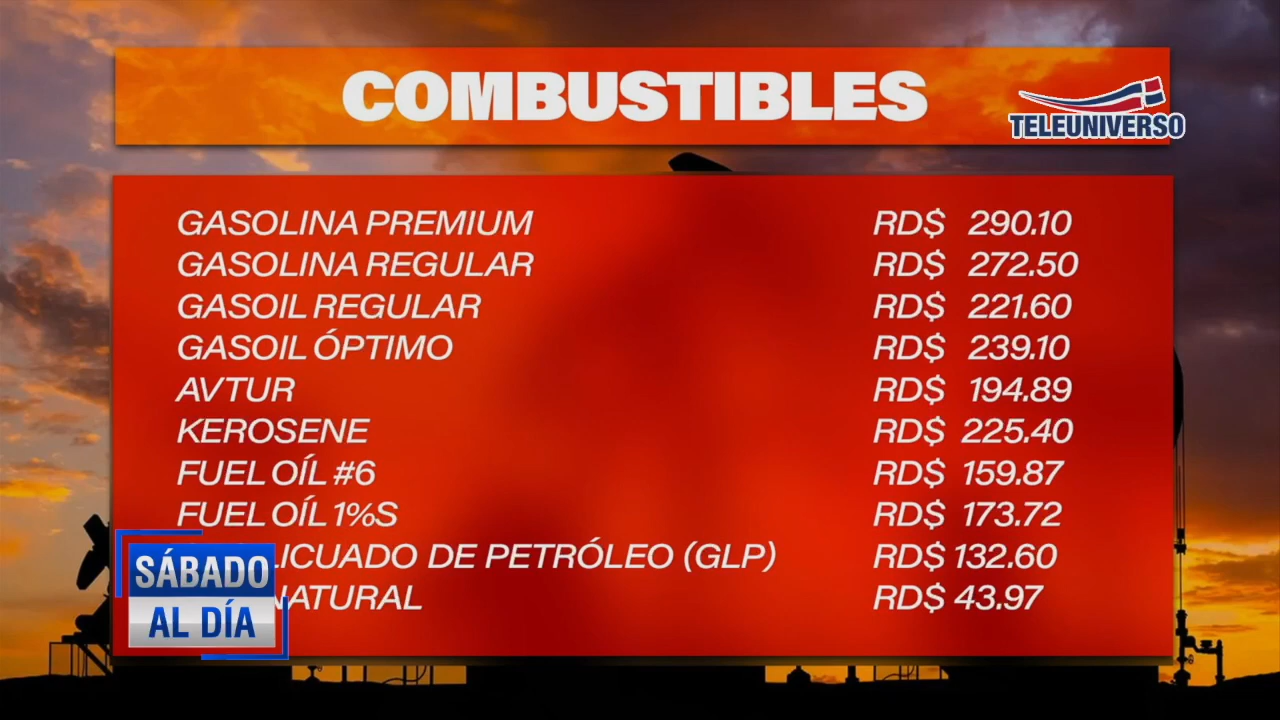 COMBUSTIBLES
TELEUNIVERSO
GASOLINA PREMIUM RD$ 290.10
GASOLINA REGULAR RD$ 272.50
GASOIL REGULAR RD$ 221.60
GASOIL ÓPTIMO RD$ 239.10
AVTUR RD$ 194.89
KEROSENE RD$ 225.40
FUEL OÍL #6 RD$ 159.87
FUEL OÍL 1%S RD$ 173.72
DE PETRÓLEO (GLP) RD$ 132.60
NATURAL RD$ 43.97
SÁBADO
AL DÍA